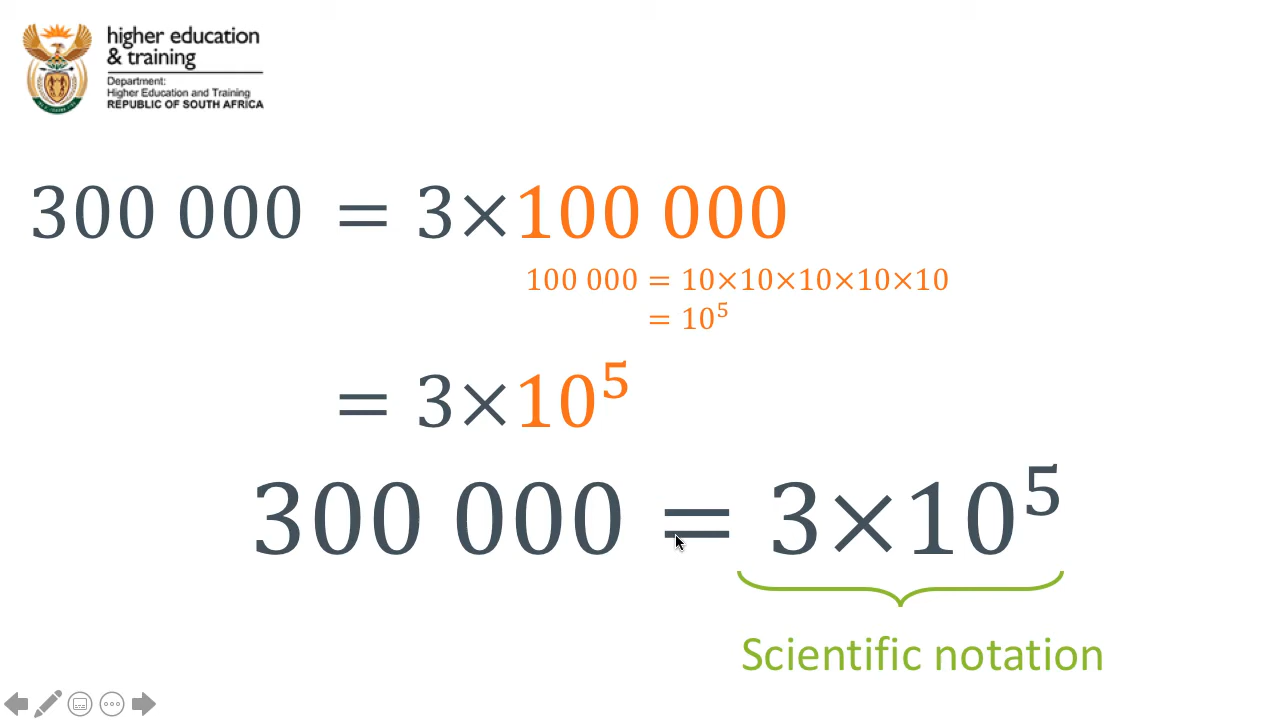 higher education
& training
Department:
Higher Education and Training
REPUBLIC OF SOUTH AFRICA
300 000 = 3×100 000
100 000 = 10×10×10×10×10
= 10⁵
= 3×10⁵
300 000 = 3×10⁵
Scientific notation